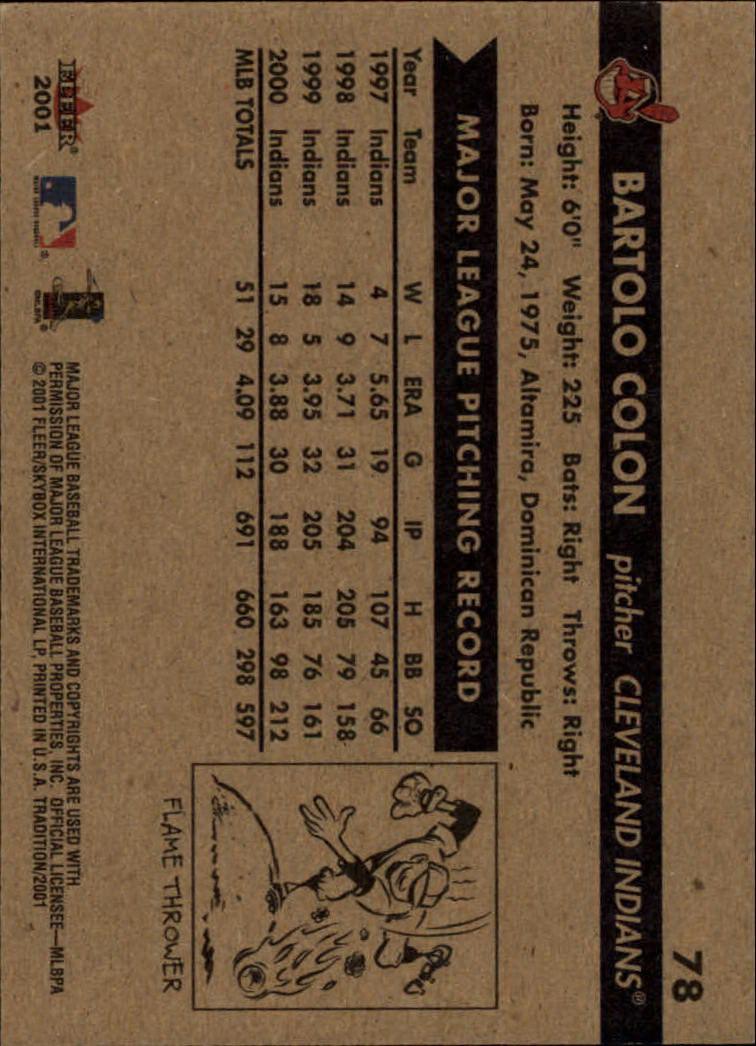 78
BARTOLO COLON pitcher CLEVELAND INDIANS®
Height: 6'0" Weight: 225 Bats: Right Throws: Right
Born: May 24, 1975, Altamira, Dominican Republic
MAJOR LEAGUE PITCHING RECORD
Year Team W L ERA G IP H BB SO
1997 Indians 4 7 5.65 19 94 107 45 66
1998 Indians 14 9 3.71 31 204 205 79 158
1999 Indians 18 5 3.95 32 205 185 76 161
2000 Indians 15 8 3.88 30 188 163 98 212
MLB TOTALS 51 29 4.09 112 691 660 298 597
FLAME THROWER
FLEER®
2001
MAJOR LEAGUE BASEBALL TRADEMARKS AND COPYRIGHTS ARE USED WITH
PERMISSION OF MAJOR LEAGUE BASEBALL PROPERTIES, INC. OFFICIAL LICENSEE—MLBPA
© 2001 FLEER/SKYBOX INTERNATIONAL LP, PRINTED IN U.S.A. TRADITION/2001